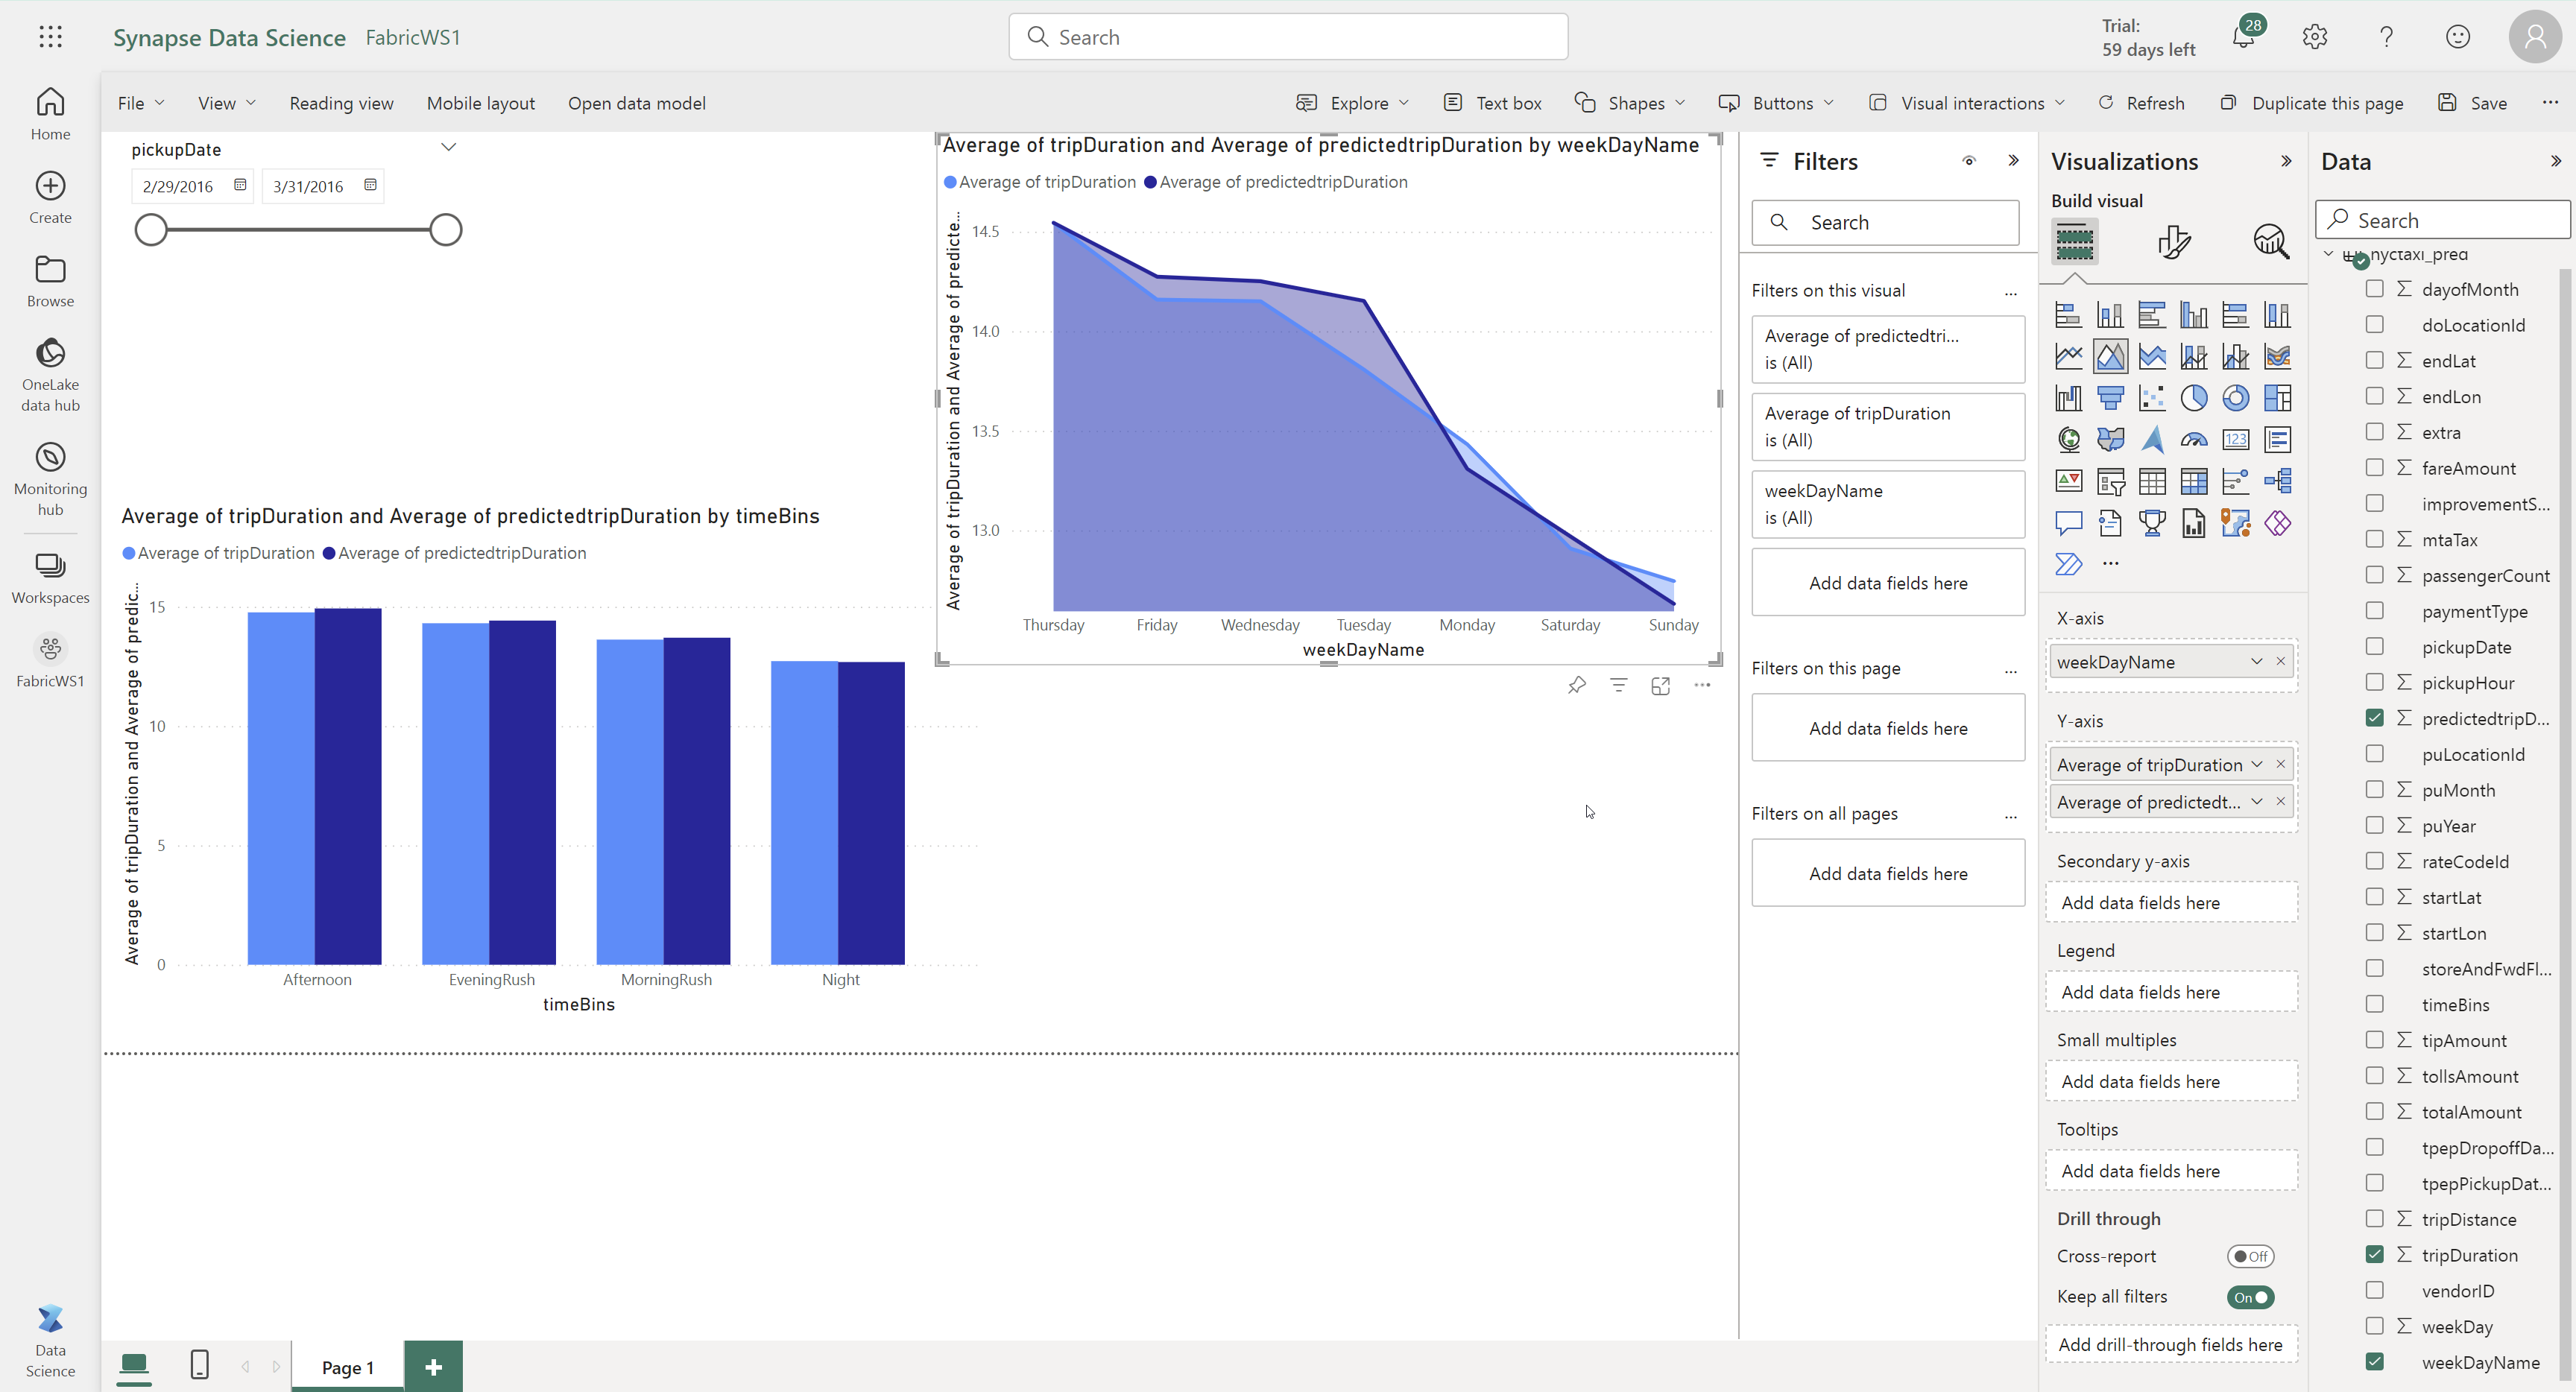 Synapse Data Science FabricWS1
Search
Trial:
59 days left
28
Home
Create
Browse
OneLake
data hub
Monitoring
hub
Workspaces
FabricWS1
Data
Science
File View Reading view Mobile layout Open data model
Explore Text box Shapes Buttons Visual interactions Refresh Duplicate this page Save ...
pickupDate
2/29/2016 3/31/2016
Average of tripDuration and Average of predictedtripDuration by timeBins
Average of tripDuration Average of predictedtripDuration
Average of tripDuration and Average of predic...
15
10
5
0
Afternoon EveningRush MorningRush Night
timeBins
Average of tripDuration and Average of predictedtripDuration by weekDayName
Average of tripDuration Average of predictedtripDuration
Average of tripDuration and Average of predicte...
14.5
14.0
13.5
13.0
Thursday Friday Wednesday Tuesday Monday Saturday Sunday
weekDayName
Page 1
Filters
Search
Filters on this visual ...
Average of predictedtri...
is (All)
Average of tripDuration
is (All)
weekDayName
is (All)
Add data fields here
Filters on this page ...
Add data fields here
Filters on all pages ...
Add data fields here
Visualizations
Build visual
123
...
X-axis
weekDayName
Y-axis
Average of tripDuration
Average of predictedt...
Secondary y-axis
Add data fields here
Legend
Add data fields here
Small multiples
Add data fields here
Tooltips
Add data fields here
Drill through
Cross-report Off
Keep all filters On
Add drill-through fields here
Data
Search
nyctaxi_pred
dayofMonth
doLocationId
endLat
endLon
extra
fareAmount
improvementS...
mtaTax
passengerCount
paymentType
pickupDate
pickupHour
predictedtripD...
puLocationId
puMonth
puYear
rateCodeId
startLat
startLon
storeAndFwdFl...
timeBins
tipAmount
tollsAmount
totalAmount
tpepDropoffDa...
tpepPickupDat...
tripDistance
tripDuration
vendorID
weekDay
weekDayName